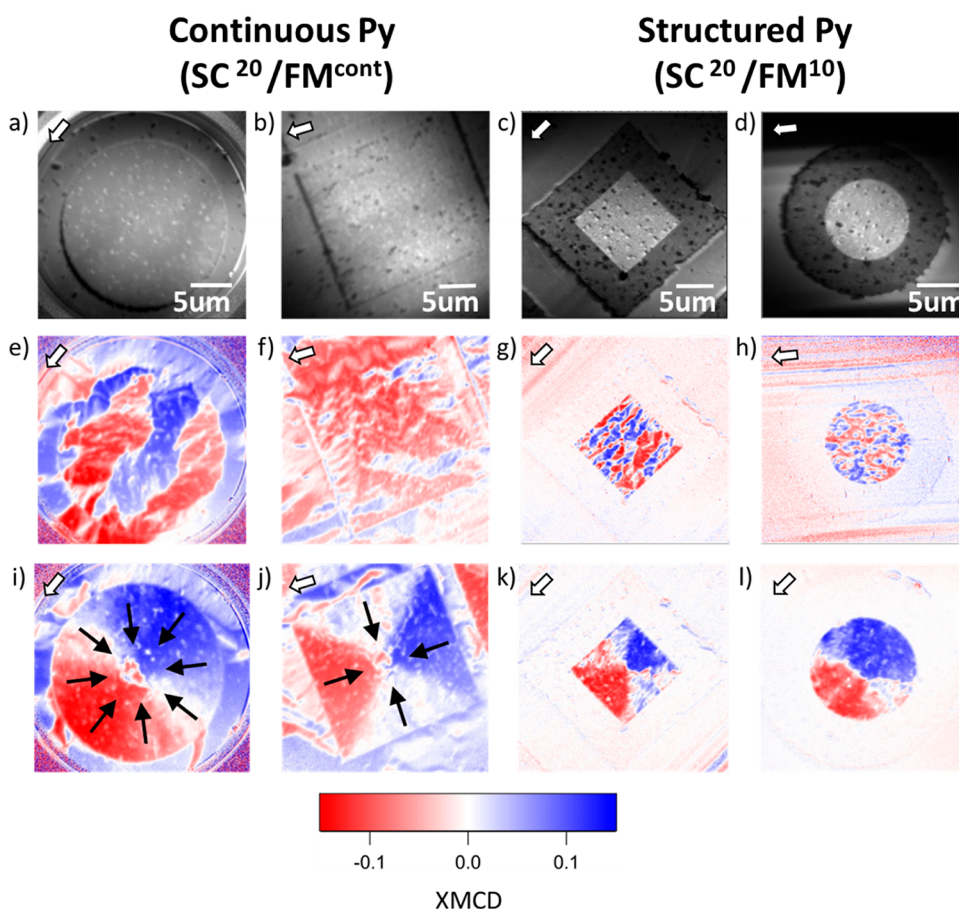 Continuous Py
(SC 20 /FMcont)
Structured Py
(SC 20 /FM10)
a)
b)
c)
d)
5um
5um
5um
5um
e)
f)
g)
h)
i)
j)
k)
l)
-0.1
0.0
0.1
XMCD